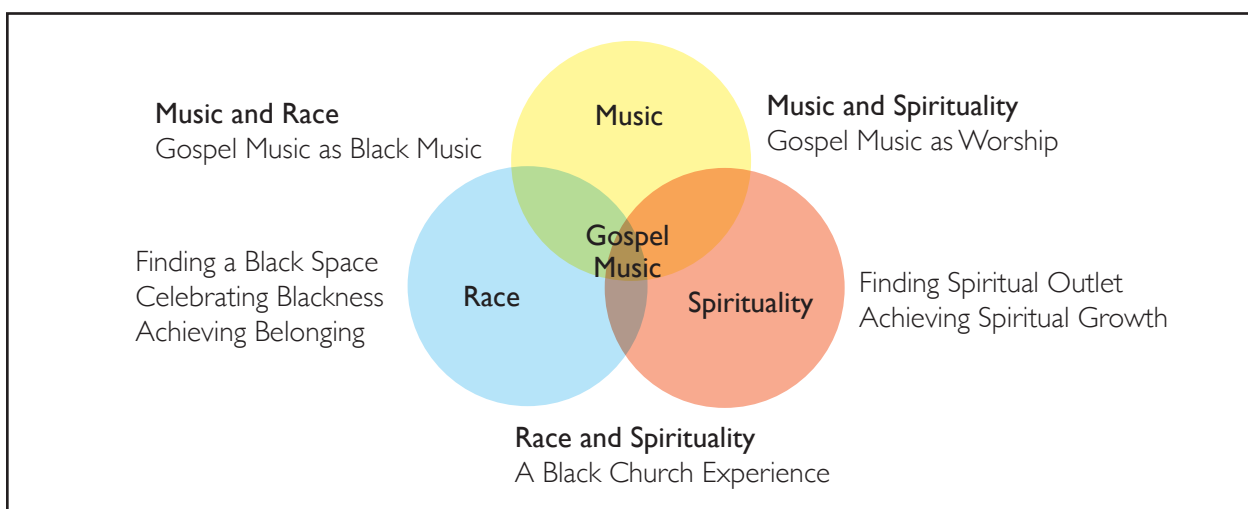 Music and Race
Gospel Music as Black Music
Music
Music and Spirituality
Gospel Music as Worship
Gospel
Music
Finding a Black Space
Celebrating Blackness
Achieving Belonging
Race
Spirituality
Finding Spiritual Outlet
Achieving Spiritual Growth
Race and Spirituality
A Black Church Experience